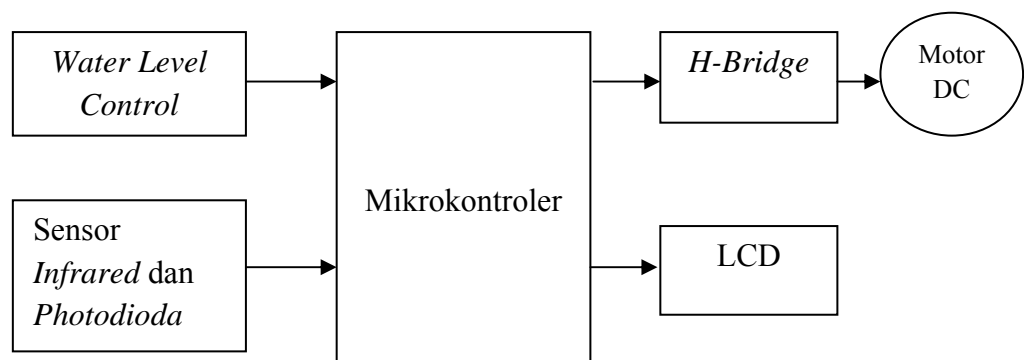 Water Level
Control
H-Bridge
Motor
DC
Mikrokontroler
Sensor
Infrared dan
Photodioda
LCD